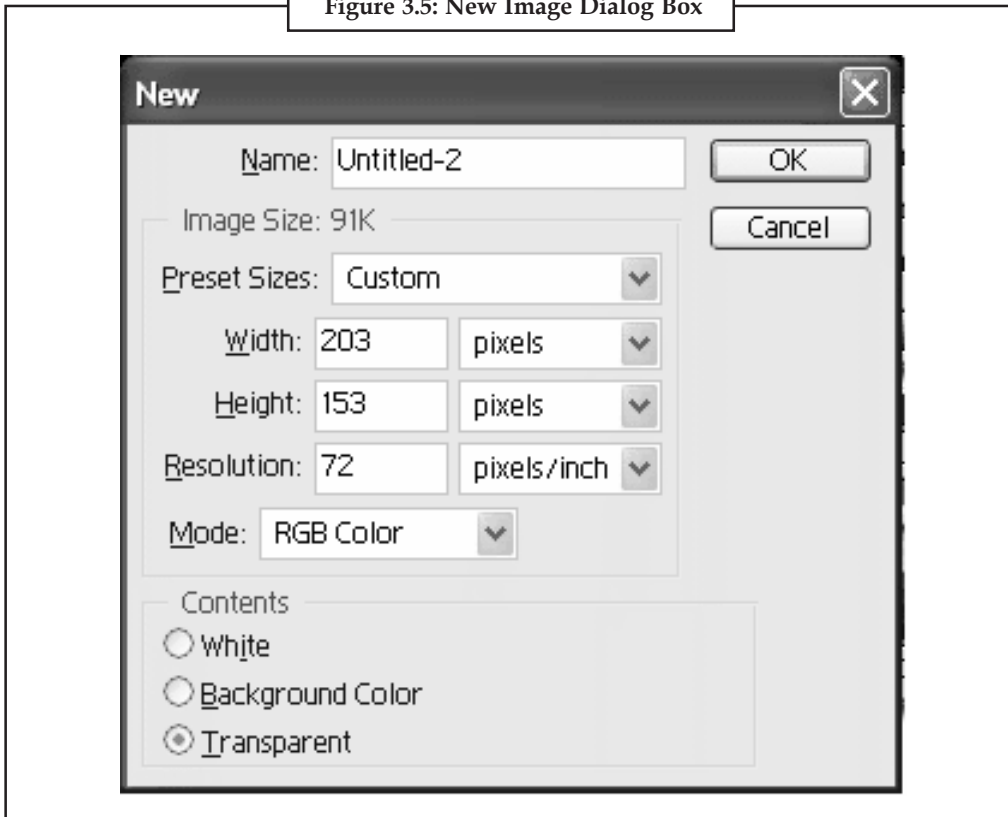 Figure 3.5: New Image Dialog Box
New
Name: Untitled-2
OK
Image Size: 91K
Cancel
Preset Sizes: Custom
Width: 203 pixels
Height: 153 pixels
Resolution: 72 pixels/inch
Mode: RGB Color
Contents
White
Background Color
Transparent